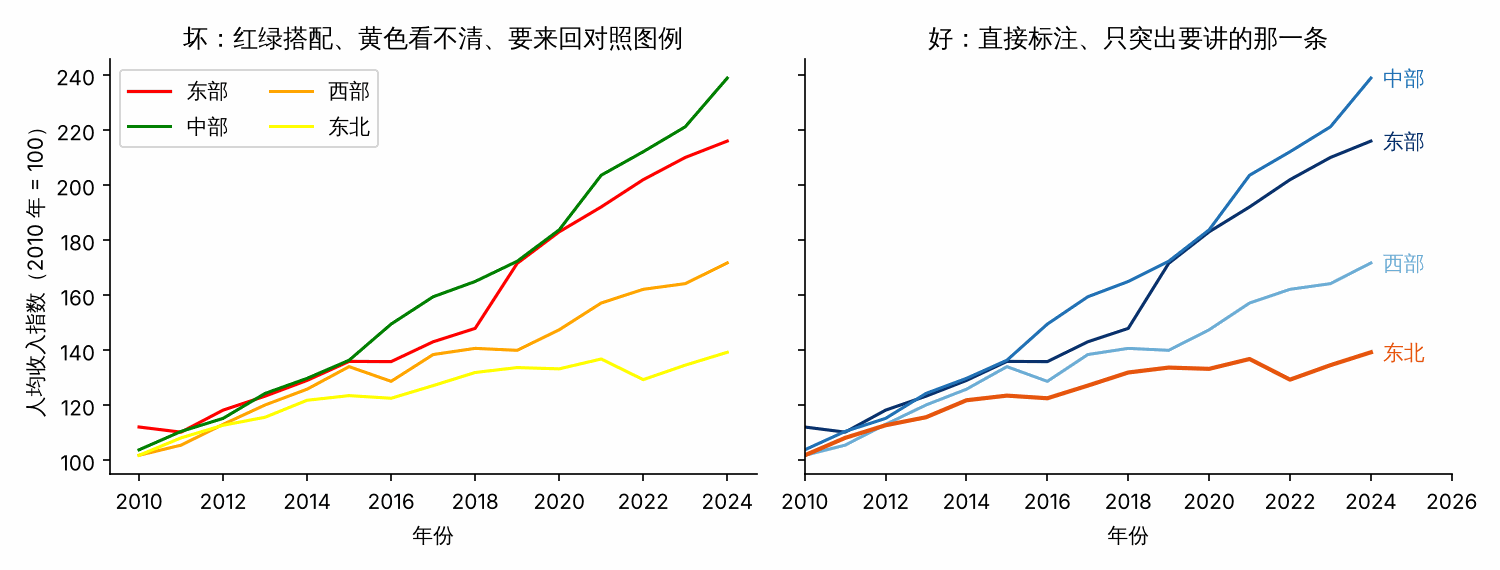 坏：红绿搭配、黄色看不清、要来回对照图例
东部
西部
中部
东北
人均收入指数（2010 年 = 100）
240
220
200
180
160
140
120
100
2010
2012
2014
2016
2018
2020
2022
2024
年份
好：直接标注、只突出要讲的那一条
中部
东部
西部
东北
2010
2012
2014
2016
2018
2020
2022
2024
2026
年份